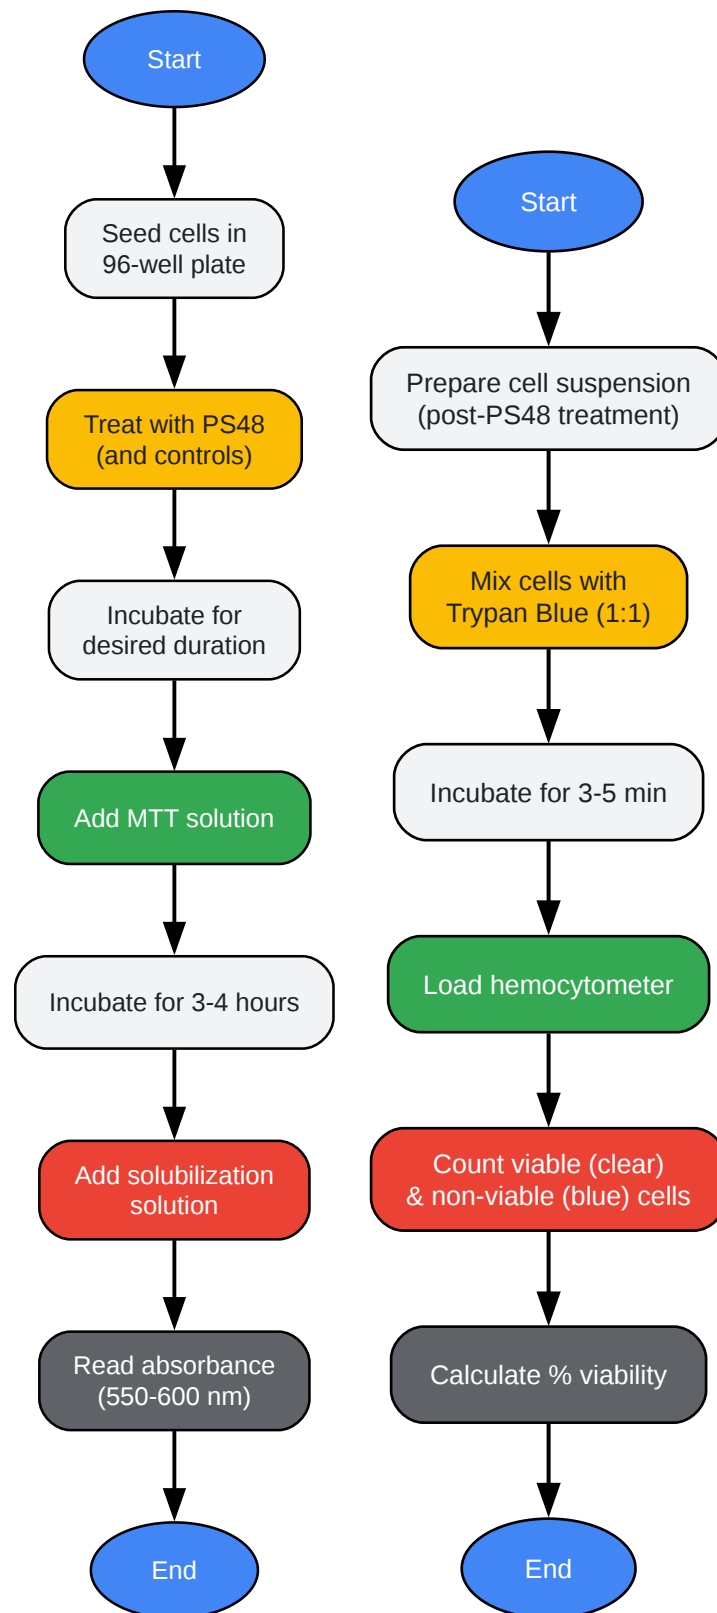 Start
Seed cells in
96-well plate
Treat with PS48
(and controls)
Incubate for
desired duration
Add MTT solution
Incubate for 3-4 hours
Add solubilization
solution
Read absorbance
(550-600 nm)
End
Start
Prepare cell suspension
(post-PS48 treatment)
Mix cells with
Trypan Blue (1:1)
Incubate for 3-5 min
Load hemocytometer
Count viable (clear)
& non-viable (blue) cells
Calculate % viability
End